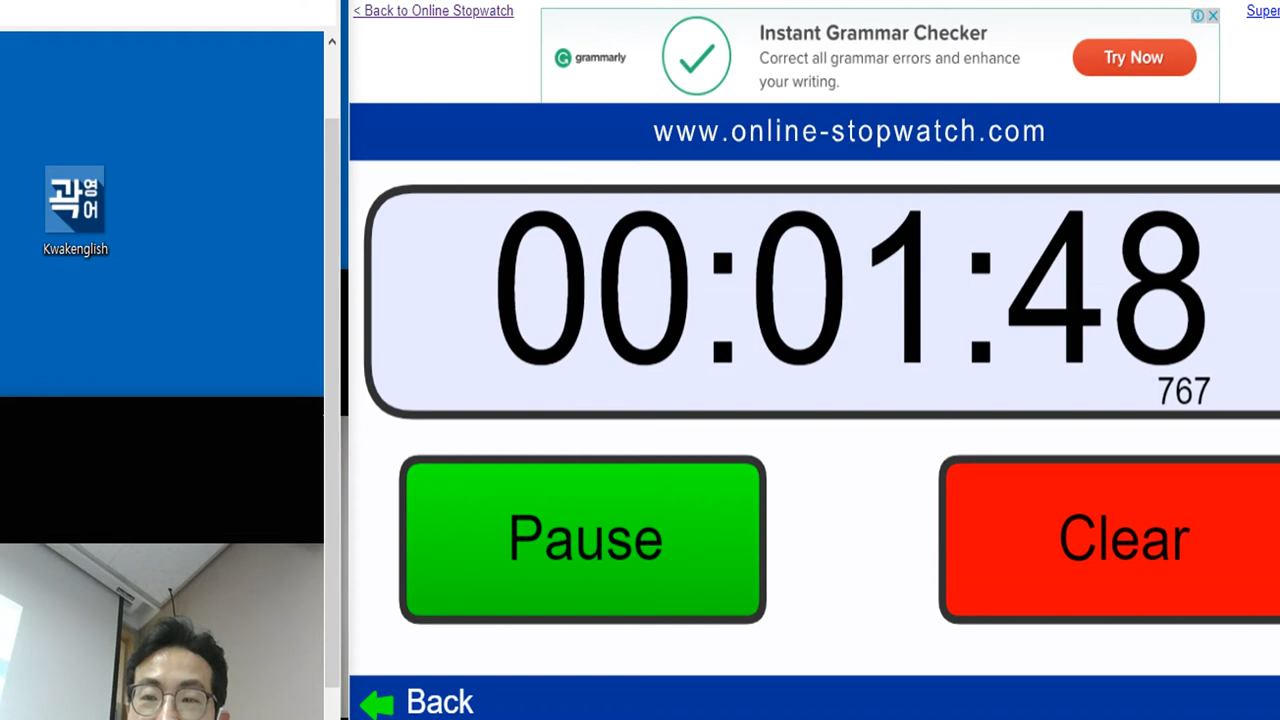 < Back to Online Stopwatch
grammarly
Instant Grammar Checker
Correct all grammar errors and enhance
your writing.
Try Now
Super
www.online-stopwatch.com
곽영어
Kwakenglish
00:01:48
767
Pause
Clear
Back